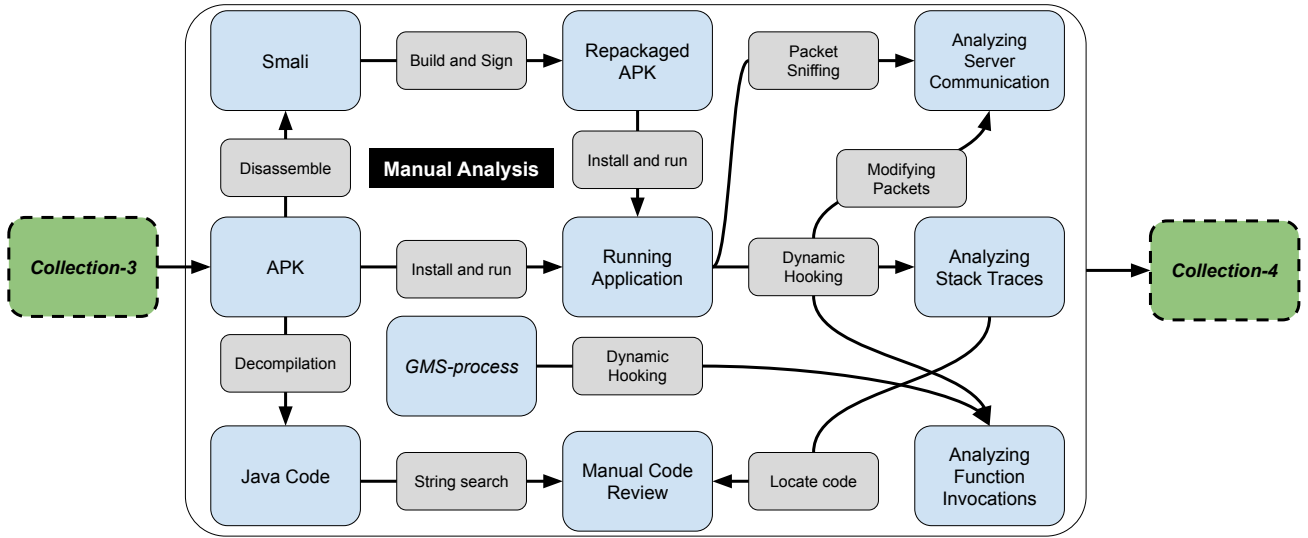 Smali
Build and Sign
Repackaged
APK
Packet
Sniffing
Analyzing
Server
Communication
Disassemble
Manual Analysis
Install and run
Modifying
Packets
Collection-3
APK
Install and run
Running
Application
Dynamic
Hooking
Analyzing
Stack Traces
Collection-4
Decompilation
GMS-process
Dynamic
Hooking
Java Code
String search
Manual Code
Review
Locate code
Analyzing
Function
Invocations